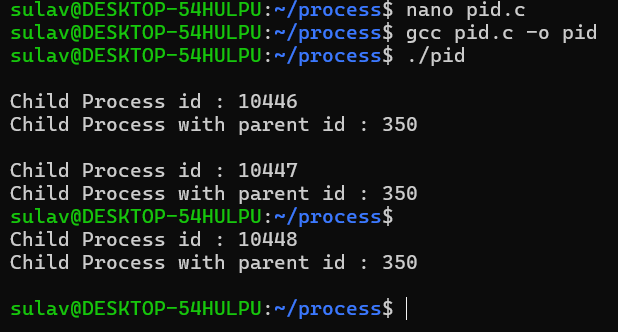 sulav@DESKTOP-54HULPU:~/process$ nano pid.c
sulav@DESKTOP-54HULPU:~/process$ gcc pid.c -o pid
sulav@DESKTOP-54HULPU:~/process$ ./pid
Child Process id : 10446
Child Process with parent id : 350
Child Process id : 10447
Child Process with parent id : 350
sulav@DESKTOP-54HULPU:~/process$
Child Process id : 10448
Child Process with parent id : 350
sulav@DESKTOP-54HULPU:~/process$